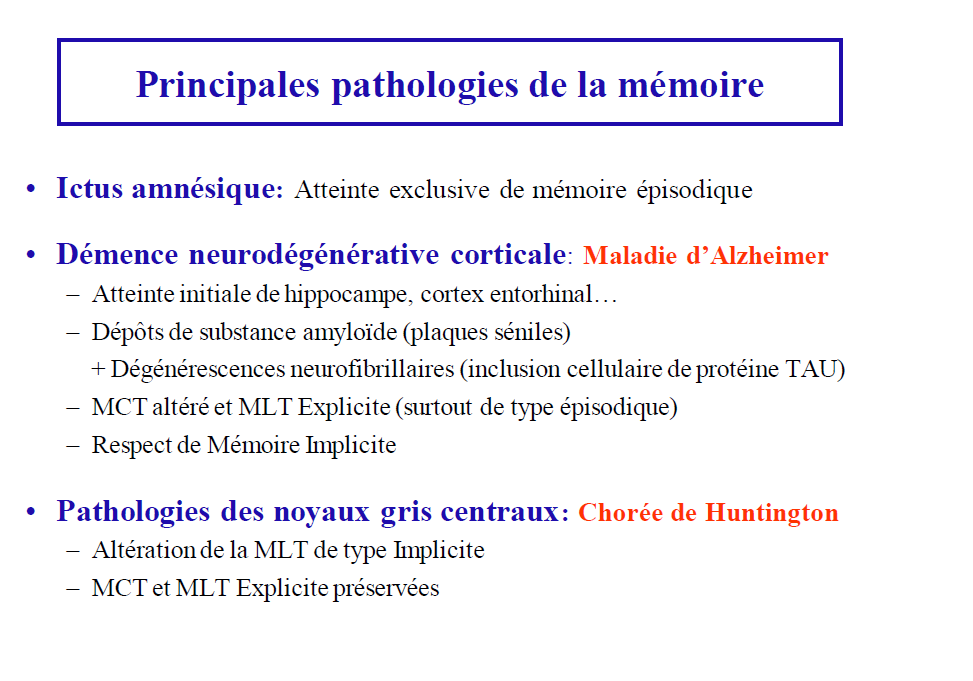 Principales pathologies de la mémoire
• Ictus amnésique: Atteinte exclusive de mémoire épisodique
• Démence neurodégénérative corticale: Maladie d’Alzheimer
– Atteinte initiale de hippocampe, cortex entorhinal…
– Dépôts de substance amyloïde (plaques séniles)
+ Dégénérescences neurofibrillaires (inclusion cellulaire de protéine TAU)
– MCT altéré et MLT Explicite (surtout de type épisodique)
– Respect de Mémoire Implicite
• Pathologies des noyaux gris centraux: Chorée de Huntington
– Altération de la MLT de type Implicite
– MCT et MLT Explicite préservées